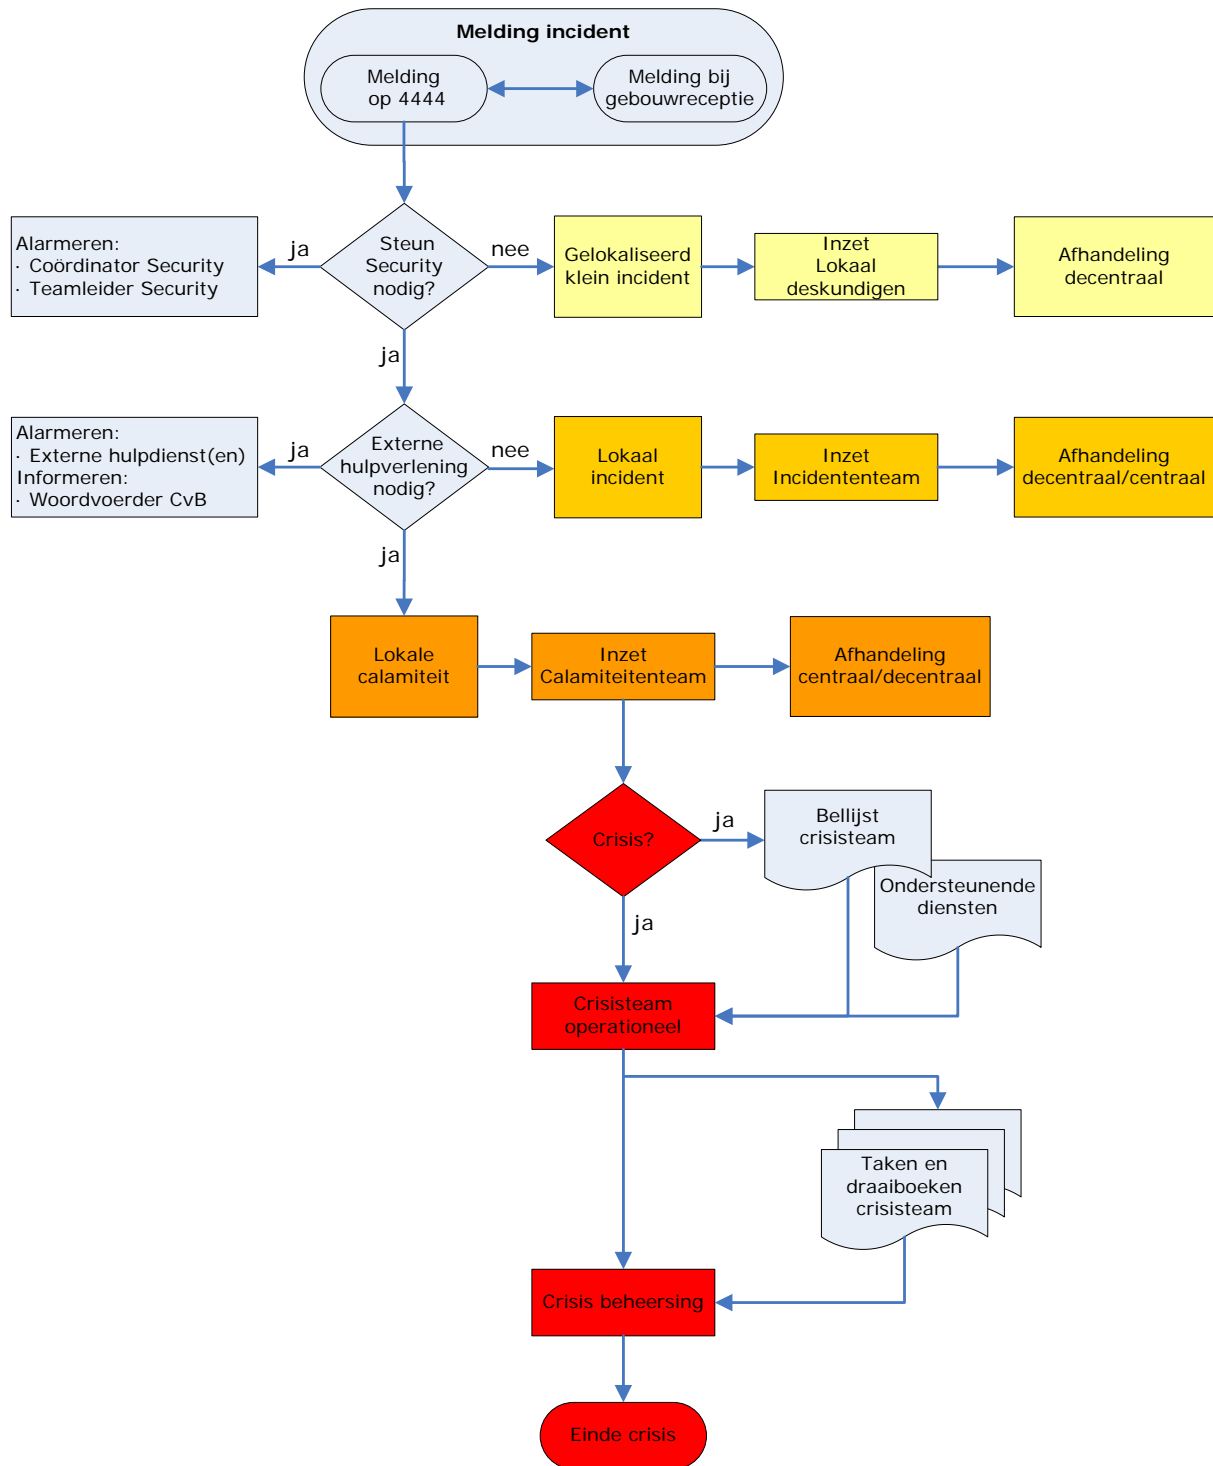 Melding incident
Melding
op 4444
Melding bij
gebouwreceptie
Alarmeren:
· Coördinator Security
· Teamleider Security
ja
Steun
Security
nodig?
nee
Gelokaliseerd
klein incident
Inzet
Lokaal
deskundigen
Afhandeling
decentraal
ja
Alarmeren:
· Externe hulpdienst(en)
Informeren:
· Woordvoerder CvB
ja
Externe
hulpverlening
nodig?
nee
Lokaal
incident
Inzet
Incidententeam
Afhandeling
decentraal/centraal
ja
Lokale
calamiteit
Inzet
Calamiteitenteam
Afhandeling
centraal/decentraal
Crisis?
ja
Bellijst
crisisteam
Ondersteunende
diensten
ja
Crisisteam
operationeel
Taken en
draaiboeken
crisisteam
Crisis beheersing
Einde crisis